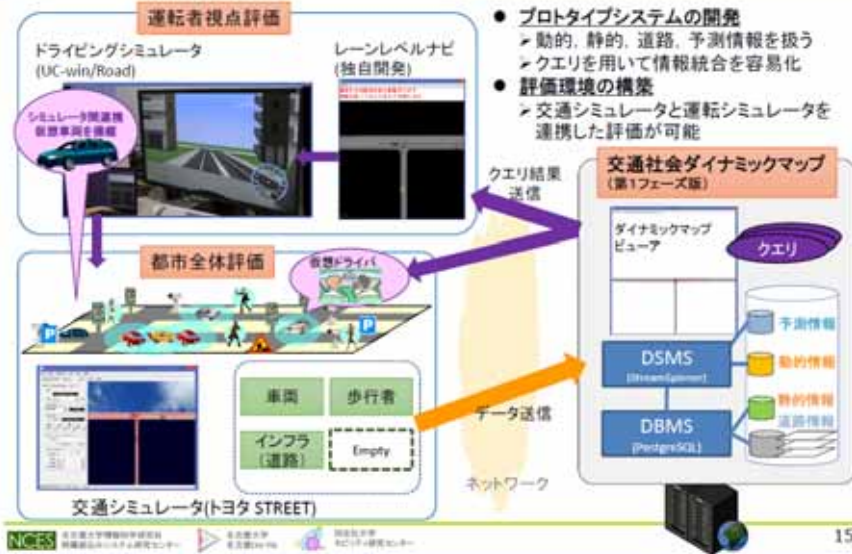 運転者視点評価
ドライビングシミュレータ
(UC-win/Road)
レーンレベルナビ
(独自開発)
シミュレータ間連携
仮想車両を搭載
● プロトタイプシステムの開発
➢動的, 静的, 道路, 予測情報を扱う
➢クエリを用いて情報統合を容易化
● 評価環境の構築
➢交通シミュレータと運転シミュレータを
連携した評価が可能
クエリ結果
送信
交通社会ダイナミックマップ
(第1フェーズ版)
ダイナミックマップ
ビューア
クエリ
予測情報
動的情報
静的情報
道路情報
DSMS
(StreamSpinner)
DBMS
(PostgreSQL)
都市全体評価
仮想ドライバ
P
P
車両
歩行者
インフラ
(道路)
Empty
データ送信
ネットワーク
交通シミュレータ(トヨタ STREET)
NCES
名古屋大学
15